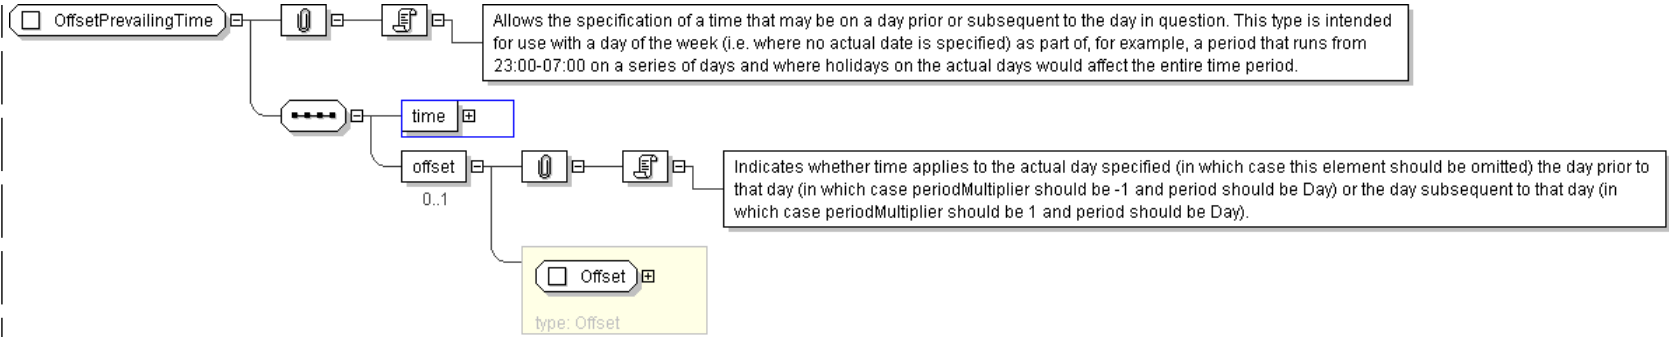 OffsetPrevailingTime
Allows the specification of a time that may be on a day prior or subsequent to the day in question. This type is intended
for use with a day of the week (i.e. where no actual date is specified) as part of, for example, a period that runs from
23:00-07:00 on a series of days and where holidays on the actual days would affect the entire time period.
time
offset
0..1
Indicates whether time applies to the actual day specified (in which case this element should be omitted) the day prior to
that day (in which case periodMultiplier should be -1 and period should be Day) or the day subsequent to that day (in
which case periodMultiplier should be 1 and period should be Day).
Offset
type: Offset